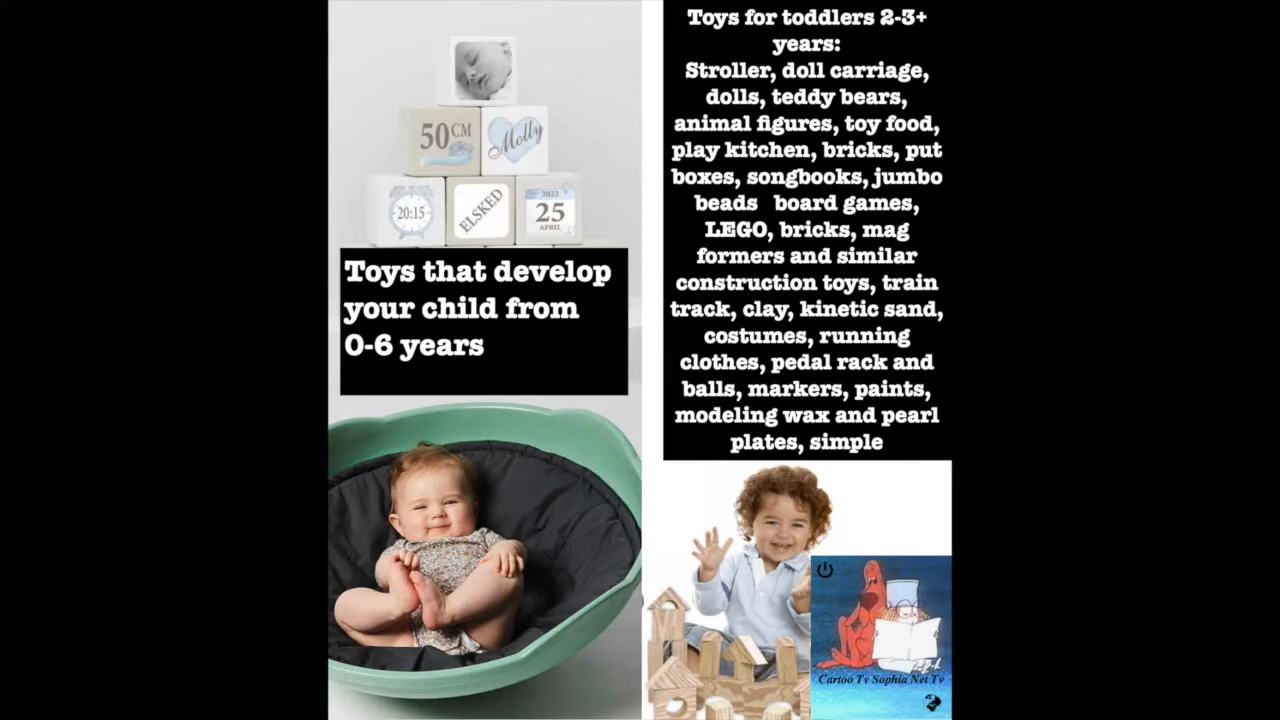 50CM
Molly
20:15
ELSKED
2022
25
APRIL
Toys that develop
your child from
0-6 years
Toys for toddlers 2-3+
years:
Stroller, doll carriage,
dolls, teddy bears,
animal figures, toy food,
play kitchen, bricks, put
boxes, songbooks, jumbo
beads board games,
LEGO, bricks, mag
formers and similar
construction toys, train
track, clay, kinetic sand,
costumes, running
clothes, pedal rack and
balls, markers, paints,
modeling wax and pearl
plates, simple
Cartoo Tv Sophia Net Tv